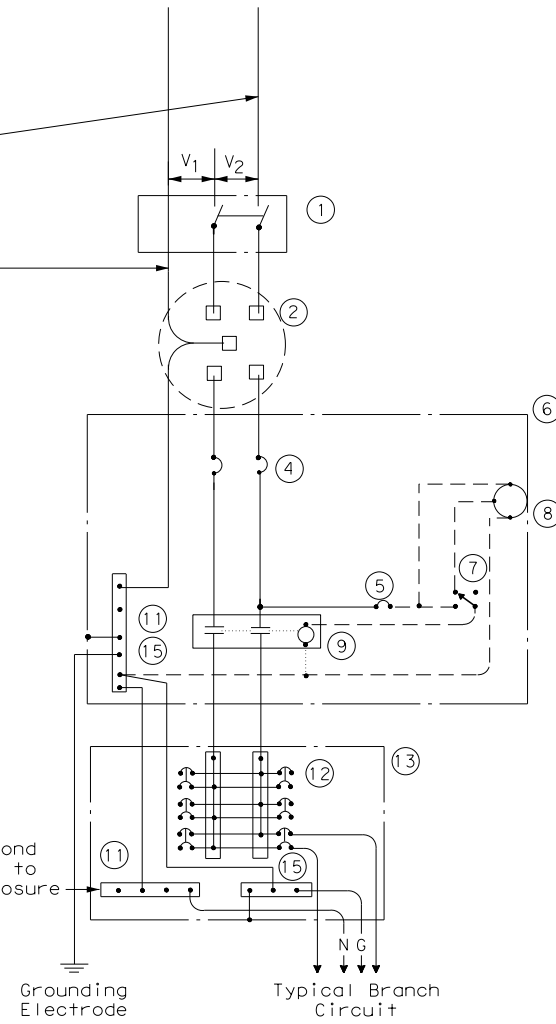 V1
V2
1
2
6
4
8
5
7
11
9
15
13
12
11
15
ond
to
osure
N G
Grounding
Electrode
Typical Branch
Circuit